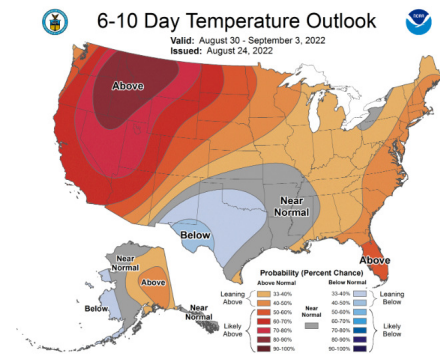 6-10 Day Temperature Outlook
Valid: August 30 - September 3, 2022
Issued: August 24, 2022
Above
Near
Normal
Below
Above
Near
Normal
Above
Below
Near
Normal
Probability (Percent Chance)
Above Normal
Below Normal
Leaning
Above
33-40%
33-40%
Leaning
Below
40-50%
40-50%
50-60%
Near
Normal
50-60%
Likely
Above
60-70%
60-70%
Likely
Below
70-80%
70-80%
80-90%
80-90%
90-100%
90-100%